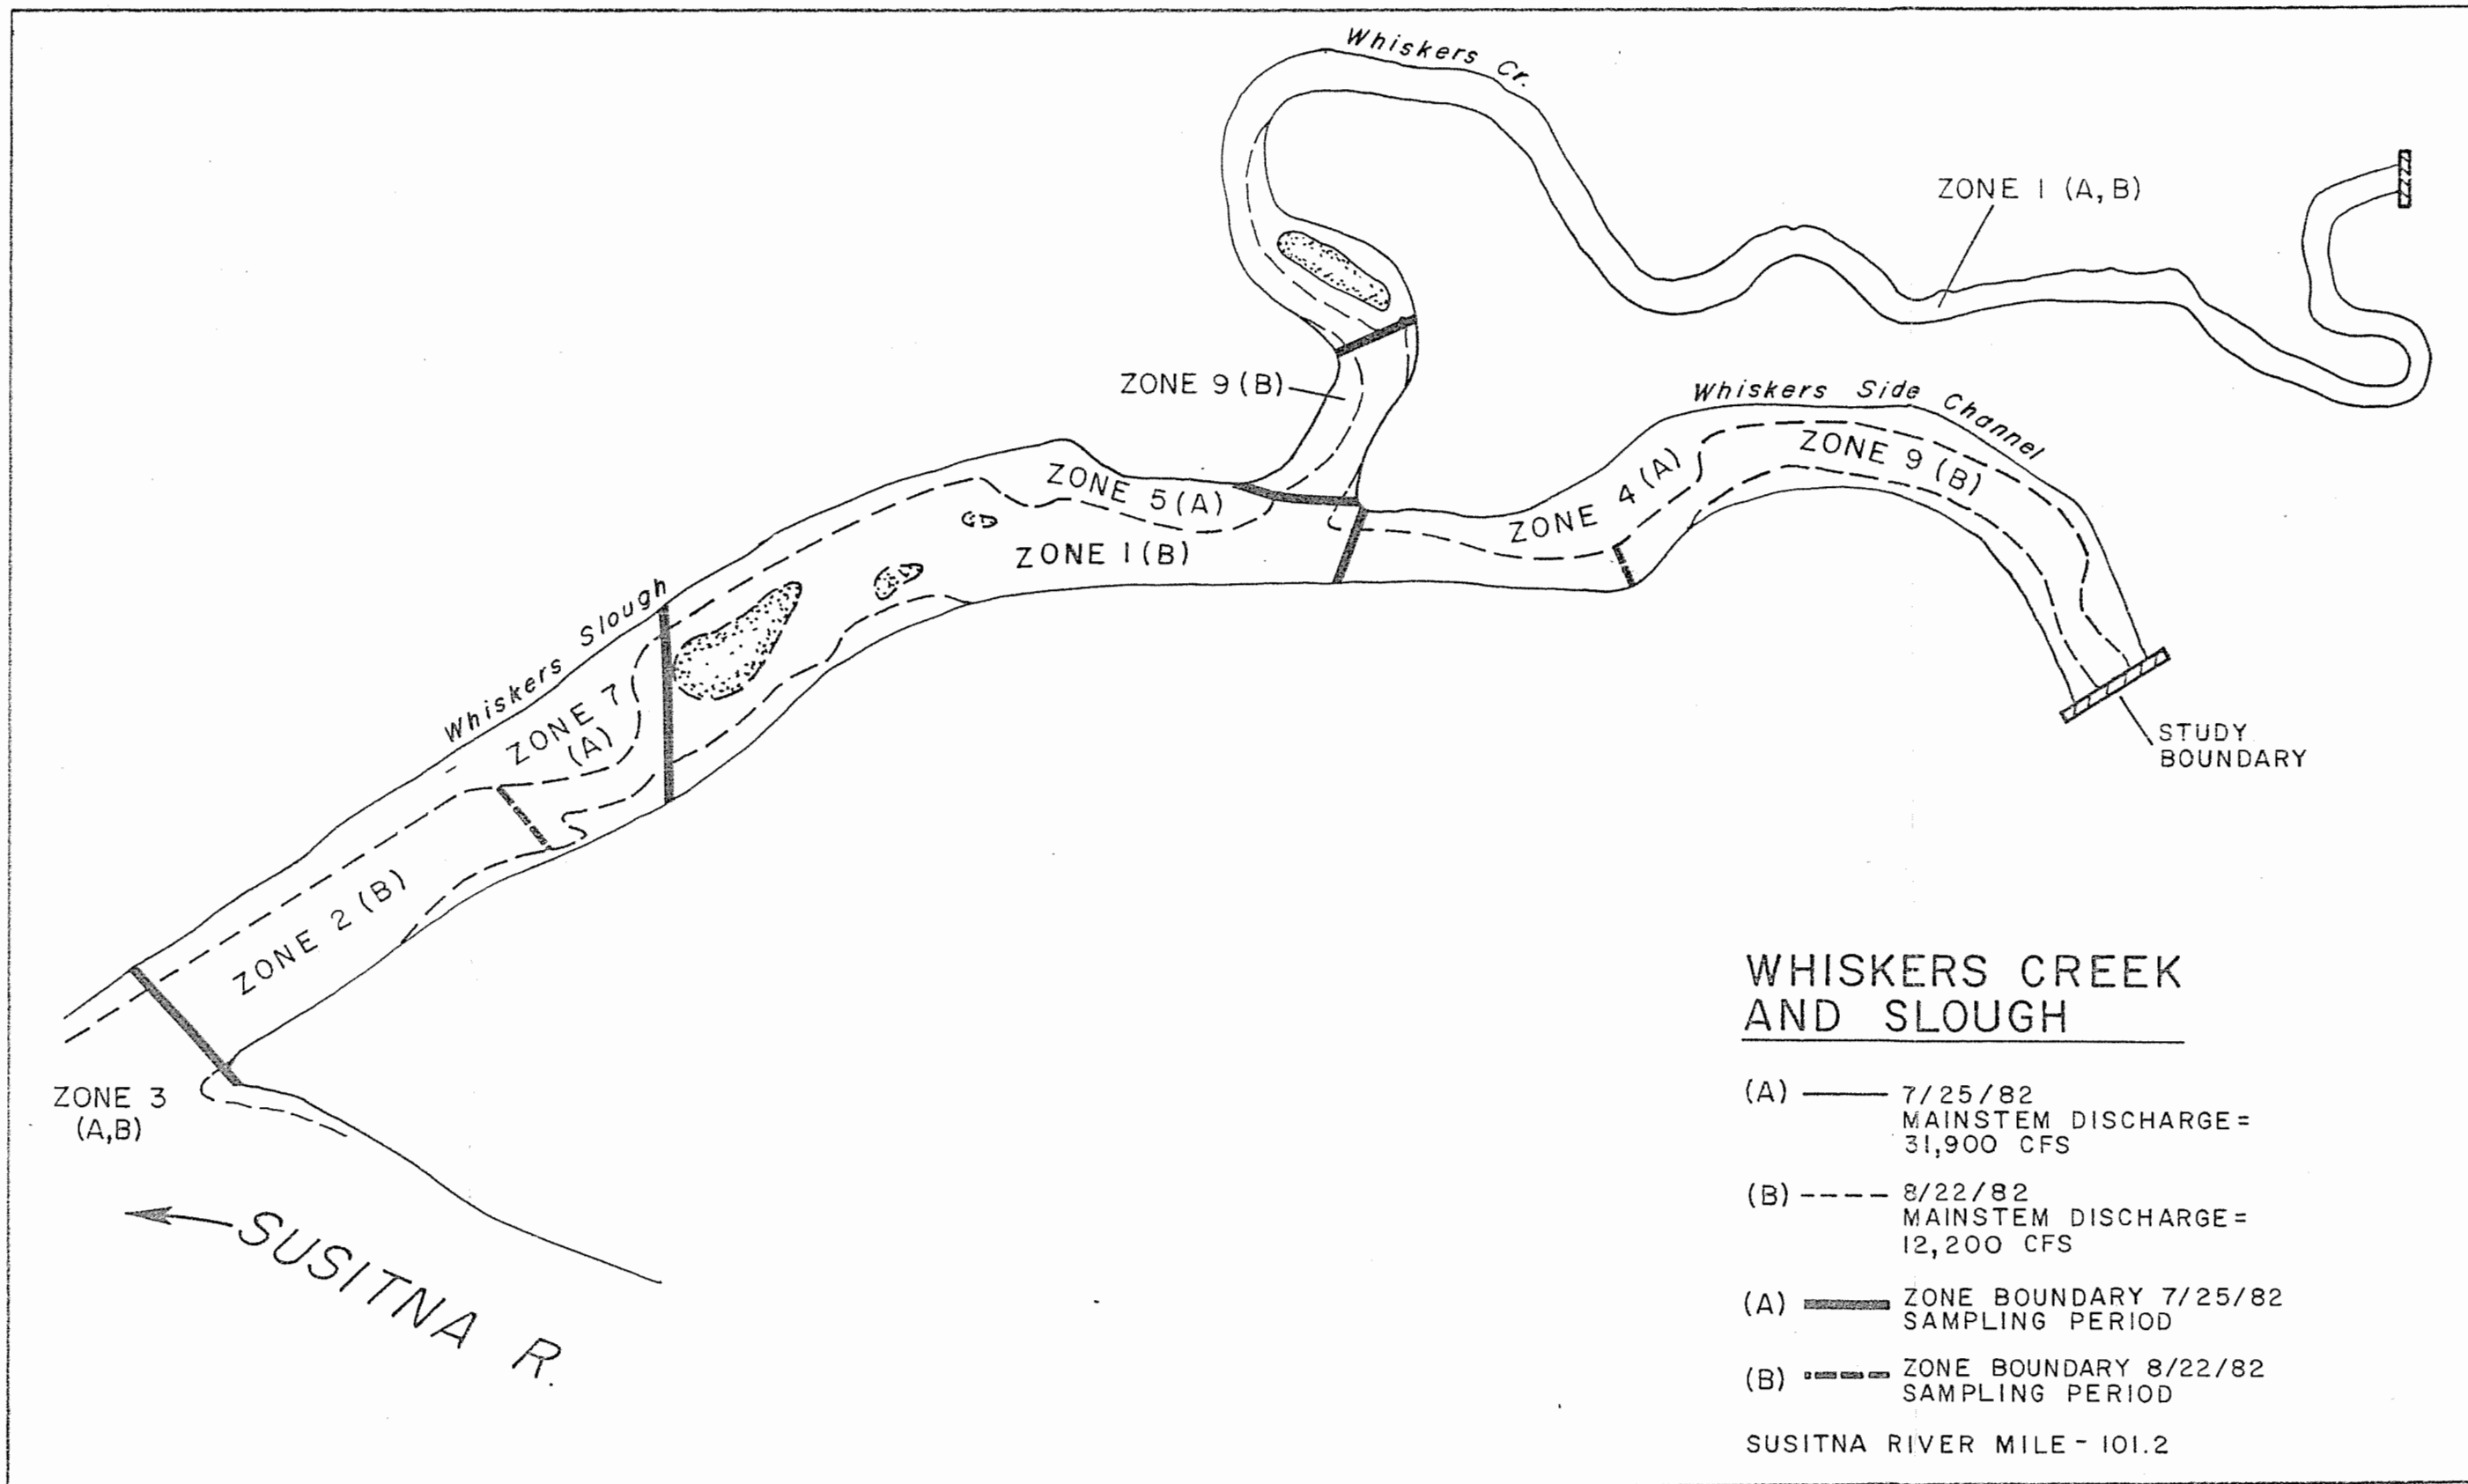 Whiskers Cr.
ZONE 1 (A, B)
ZONE 9 (B)
Whiskers Side Channel
ZONE 9 (B)
ZONE 4 (A)
ZONE 5 (A)
ZONE 1 (B)
Whiskers Slough
ZONE 7
(A)
STUDY
BOUNDARY
ZONE 2 (B)
ZONE 3
(A,B)
SUSITNA R.
WHISKERS CREEK
AND SLOUGH
(A) 7/25/82
MAINSTEM DISCHARGE=
31,900 CFS
(B) 8/22/82
MAINSTEM DISCHARGE=
12,200 CFS
(A) ZONE BOUNDARY 7/25/82
SAMPLING PERIOD
(B) ZONE BOUNDARY 8/22/82
SAMPLING PERIOD
SUSITNA RIVER MILE - 101.2